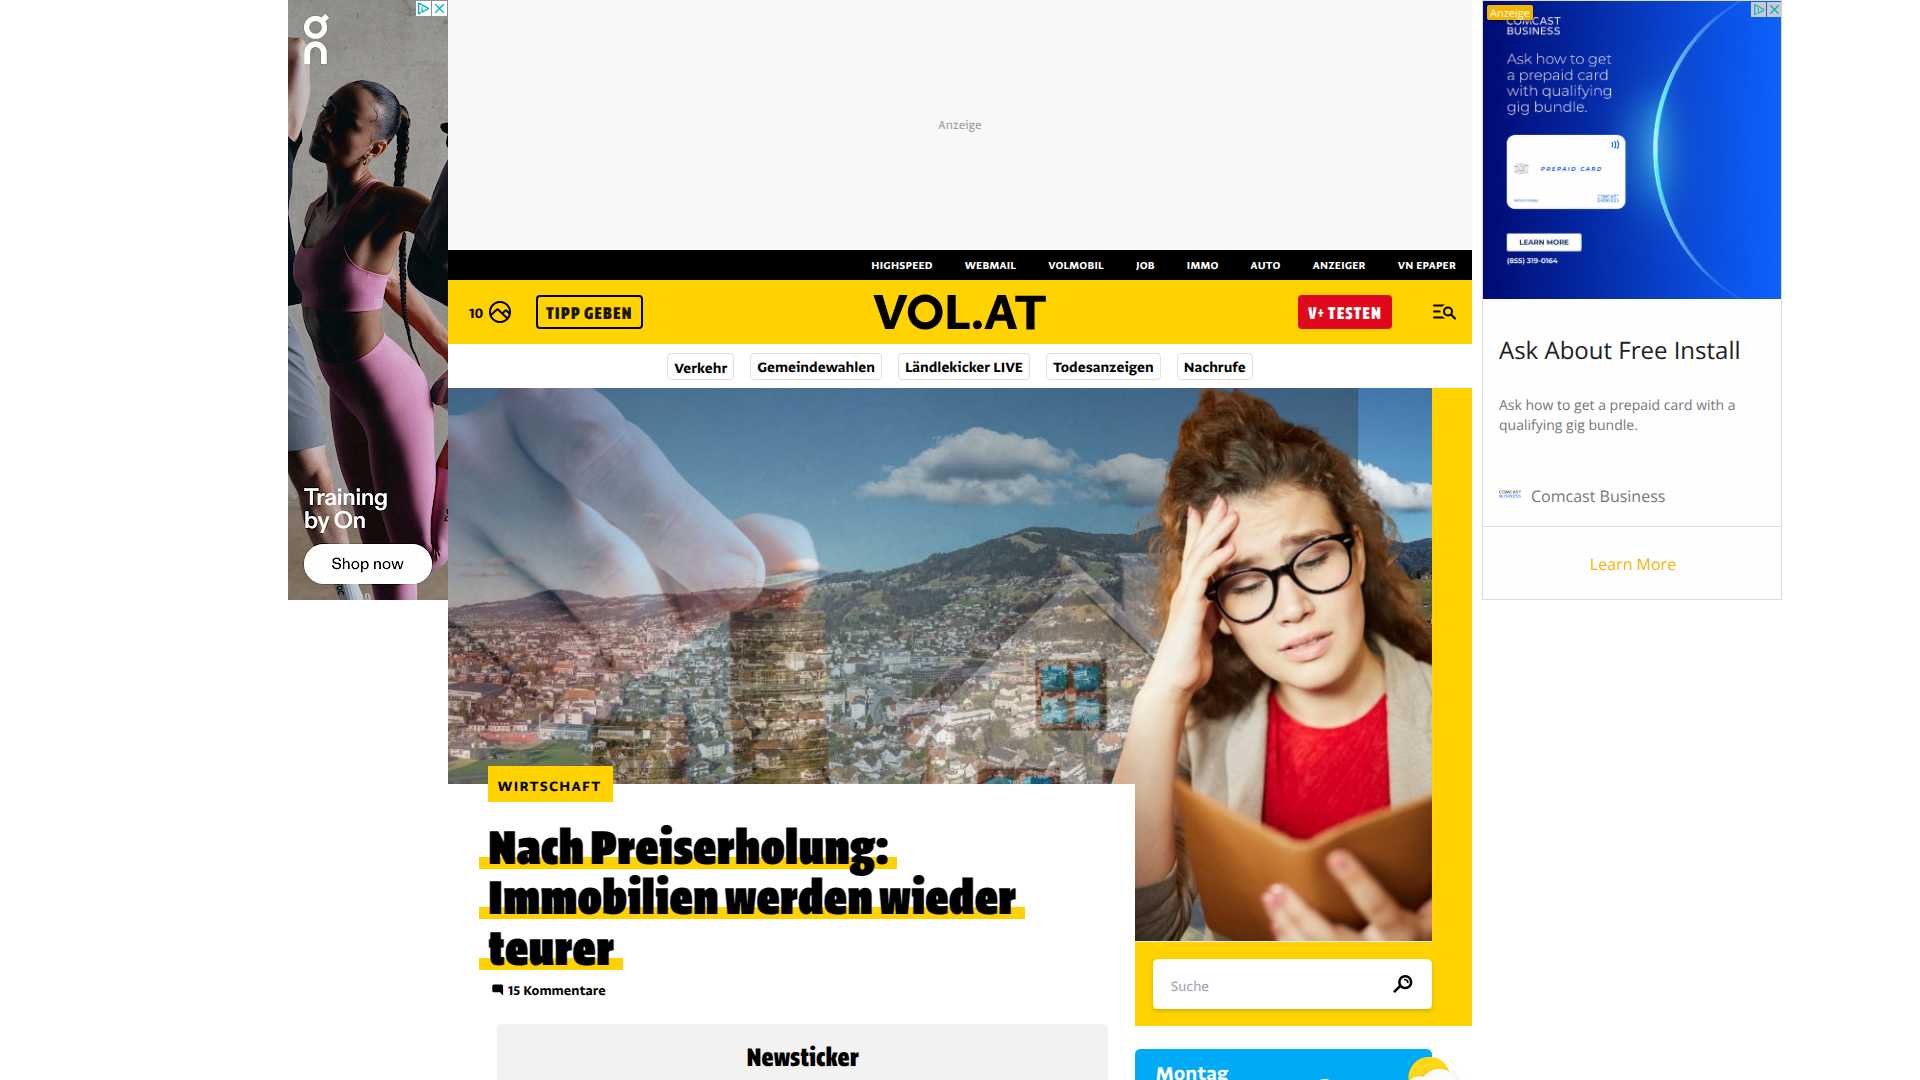 on
Training
by On
Shop now
Anzeige
HIGHSPEED WEBMAIL VOLMOBIL JOB IMMO AUTO ANZEIGER VN EPAPER
10
TIPP GEBEN
VOL.AT
V+ TESTEN
Verkehr Gemeindewahlen Ländlekicker LIVE Todesanzeigen Nachrufe
WIRTSCHAFT
Nach Preiserholung:
Immobilien werden wieder
teurer
15 Kommentare
Newsticker
Suche
Montag
Anzeige
COMCAST
BUSINESS
Ask how to get
a prepaid card
with qualifying
gig bundle.
PREPAID CARD
COMCAST
BUSINESS
LEARN MORE
(855) 319-0164
Ask About Free Install
Ask how to get a prepaid card with a
qualifying gig bundle.
COMCAST
BUSINESS
Comcast Business
Learn More